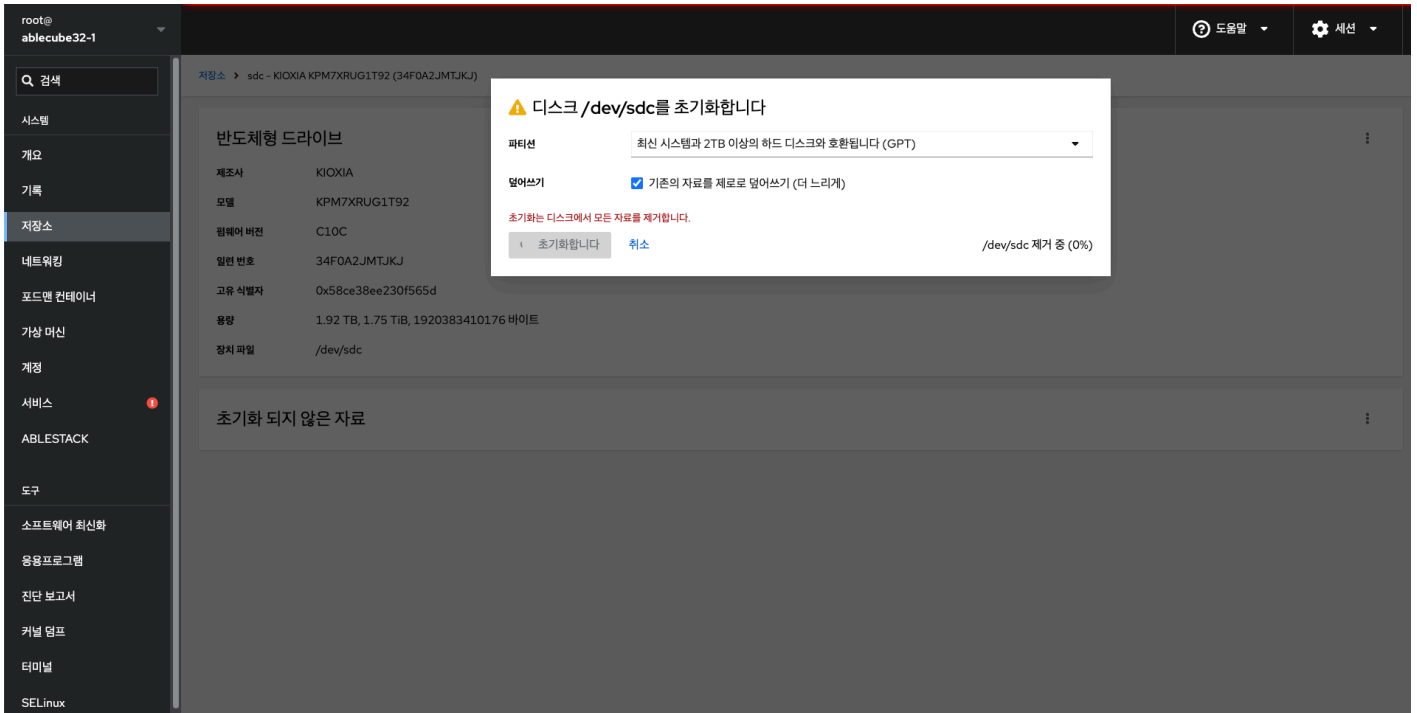 root@
ablecube32-1
도움말
세션
검색
저장소 > sdc - KIOXIA KPM7XRUG1T92 (34F0A2JMTJKJ)
시스템
개요
기록
저장소
네트워킹
포드맨 컨테이너
가상 머신
계정
서비스
ABLESTACK
도구
소프트웨어 최신화
응용프로그램
진단 보고서
커널 덤프
터미널
SELinux
반도체형 드라이브
제조사 KIOXIA
모델 KPM7XRUG1T92
펌웨어 버전 C10C
일련 번호 34F0A2JMTJKJ
고유 식별자 0x58ce38ee230f565d
용량 1.92 TB, 1.75 TiB, 1920383410176 바이트
장치 파일 /dev/sdc
초기화 되지 않은 자료
디스크 /dev/sdc를 초기화합니다
파티션 최신 시스템과 2TB 이상의 하드 디스크와 호환됩니다 (GPT)
덮어쓰기 기존의 자료를 제로로 덮어쓰기 (더 느리게)
초기화는 디스크에서 모든 자료를 제거합니다.
초기화합니다 취소 /dev/sdc 제거 중 (0%)